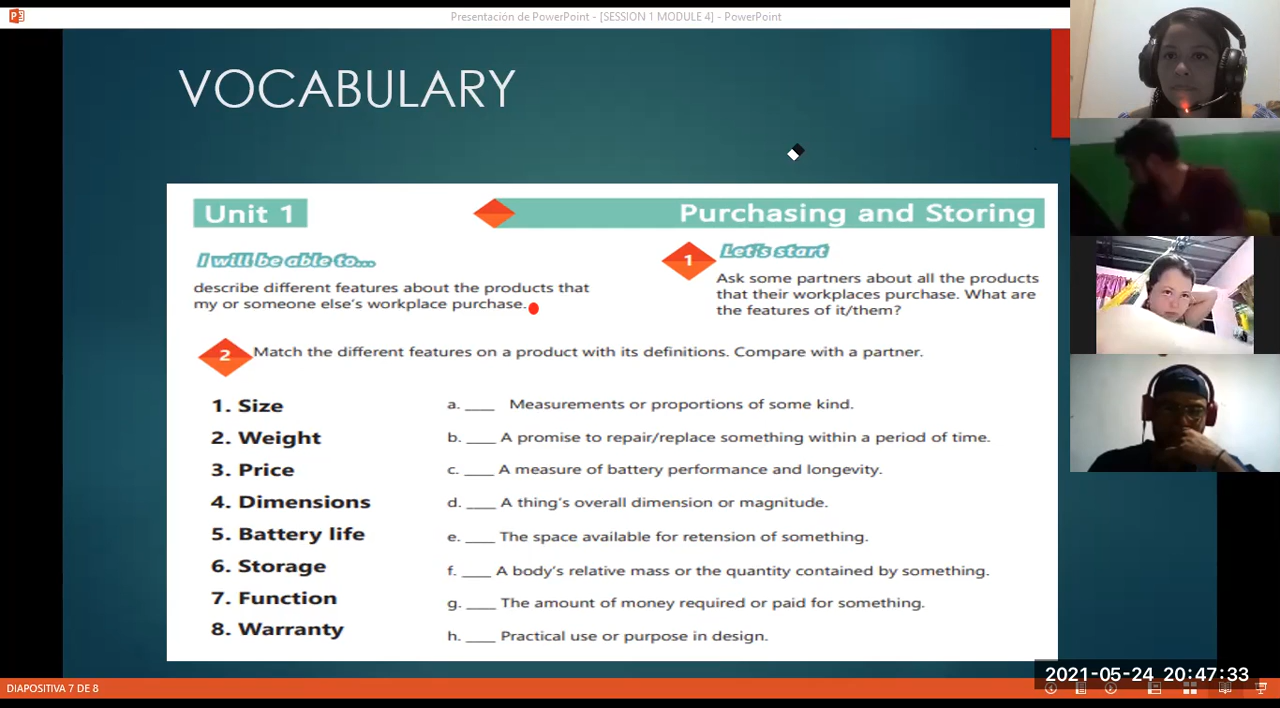 Presentación de PowerPoint - [SESSION 1 MODULE 4] - PowerPoint
VOCABULARY
Unit 1
Purchasing and Storing
I will be able to...
describe different features about the products that
my or someone else's workplace purchase.
1
Let's start
Ask some partners about all the products
that their workplaces purchase. What are
the features of it/them?
2 Match the different features on a product with its definitions. Compare with a partner.
1. Size
2. Weight
3. Price
4. Dimensions
5. Battery life
6. Storage
7. Function
8. Warranty
a. ____ Measurements or proportions of some kind.
b. ____ A promise to repair/replace something within a period of time.
c. ____ A measure of battery performance and longevity.
d. ____ A thing's overall dimension or magnitude.
e. ____ The space available for retention of something.
f. ____ A body's relative mass or the quantity contained by something.
g. ____ The amount of money required or paid for something.
h. ____ Practical use or purpose in design.
2021-05-24 20:47:33
DIAPOSITIVA 7 DE 8